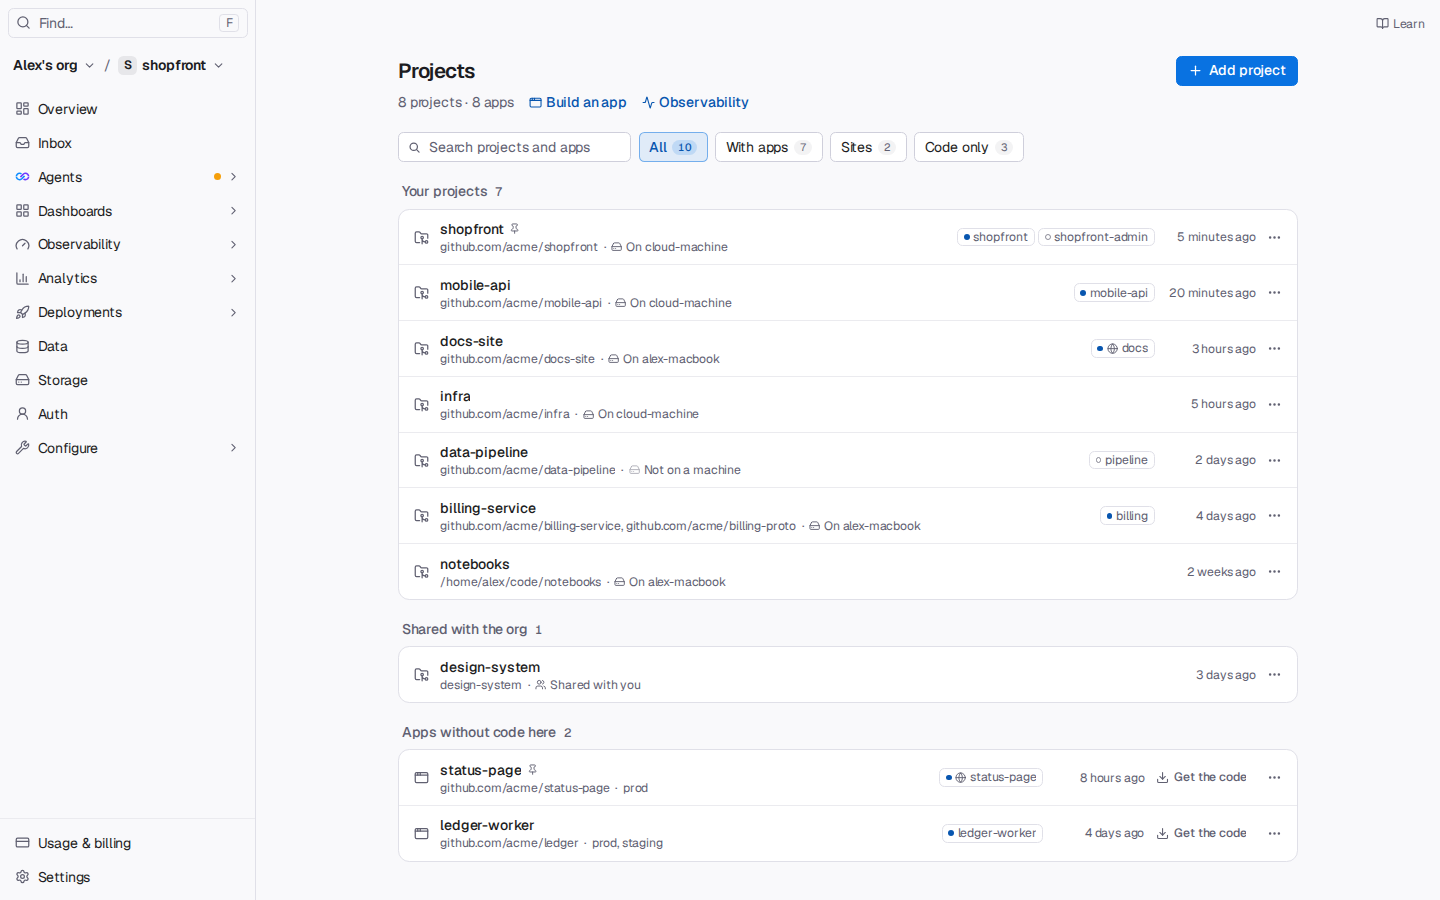 Find...
F
Learn
Alex's org / S shopfront
Overview
Inbox
Agents
Dashboards
Observability
Analytics
Deployments
Data
Storage
Auth
Configure
Usage & billing
Settings
Projects
Add project
8 projects · 8 apps Build an app Observability
Search projects and apps
All 10
With apps 7
Sites 2
Code only 3
Your projects 7
shopfront
github.com/acme/shopfront · On cloud-machine
shopfront shopfront-admin 5 minutes ago
mobile-api
github.com/acme/mobile-api · On cloud-machine
mobile-api 20 minutes ago
docs-site
github.com/acme/docs-site · On alex-macbook
docs 3 hours ago
infra
github.com/acme/infra · On cloud-machine
5 hours ago
data-pipeline
github.com/acme/data-pipeline · Not on a machine
pipeline 2 days ago
billing-service
github.com/acme/billing-service, github.com/acme/billing-proto · On alex-macbook
billing 4 days ago
notebooks
/home/alex/code/notebooks · On alex-macbook
2 weeks ago
Shared with the org 1
design-system
design-system · Shared with you
3 days ago
Apps without code here 2
status-page
github.com/acme/status-page · prod
status-page 8 hours ago Get the code
ledger-worker
github.com/acme/ledger · prod, staging
ledger-worker 4 days ago Get the code